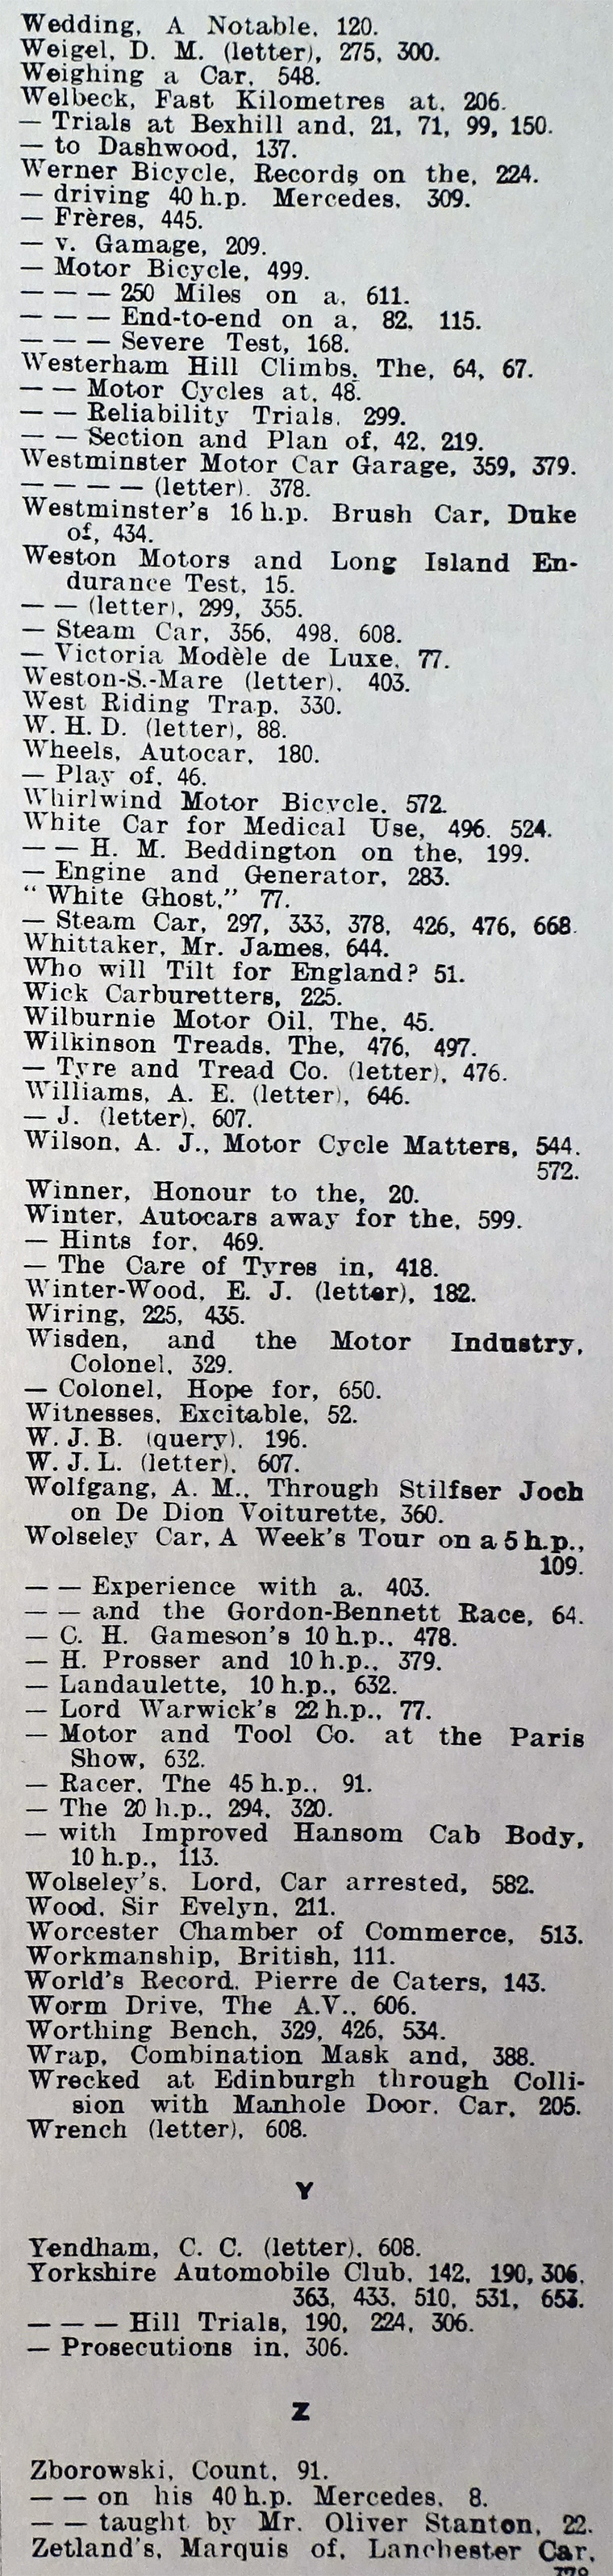 Wedding, A Notable, 120.
Weigel, D. M. (letter), 275, 300.
Weighing a Car, 548.
Welbeck, Fast Kilometres at, 206.
— Trials at Bexhill and, 21, 71, 99, 150.
— to Dashwood, 137.
Werner Bicycle, Records on the, 224.
— driving 40 h.p. Mercedes, 309.
— Frères, 445.
— v. Gamage, 209.
— Motor Bicycle, 499.
— — — 250 Miles on a, 611.
— — — End-to-end on a, 82, 115.
— — — Severe Test, 168.
Westerham Hill Climbs, The, 64, 67.
— — Motor Cycles at, 48.
— — Reliability Trials, 299.
— — Section and Plan of, 42, 219.
Westminster Motor Car Garage, 359, 379.
— — — — (letter), 378.
Westminster's 16 h.p. Brush Car, Duke
of, 434.
Weston Motors and Long Island En-
durance Test, 15.
— — (letter), 299, 355.
— Steam Car, 356, 498, 608.
— Victoria Modèle de Luxe, 77.
Weston-S.-Mare (letter), 403.
West Riding Trap, 330.
W. H. D. (letter), 88.
Wheels, Autocar, 180.
— Play of, 46.
Whirlwind Motor Bicycle, 572.
White Car for Medical Use, 496, 524.
— — H. M. Beddington on the, 199.
— Engine and Generator, 283.
"White Ghost," 77.
— Steam Car, 297, 333, 378, 426, 476, 668.
Whittaker, Mr. James, 644.
Who will Tilt for England? 51.
Wick Carburetters, 225.
Wilburnie Motor Oil, The, 45.
Wilkinson Treads, The, 476, 497.
— Tyre and Tread Co. (letter), 476.
Williams, A. E. (letter), 646.
— J. (letter), 607.
Wilson, A. J., Motor Cycle Matters, 544,
572.
Winner, Honour to the, 20.
Winter, Autocars away for the, 599.
— Hints for, 469.
— The Care of Tyres in, 418.
Winter-Wood, E. J. (letter), 182.
Wiring, 225, 435.
Wisden, and the Motor Industry,
Colonel, 329.
— Colonel, Hope for, 650.
Witnesses, Excitable, 52.
W. J. B. (query), 196.
W. J. L. (letter), 607.
Wolfgang, A. M., Through Stilfser Joch
on De Dion Voiturette, 360.
Wolseley Car, A Week's Tour on a 5 h.p.,
109.
— — Experience with a, 403.
— — and the Gordon-Bennett Race, 64.
— C. H. Gameson's 10 h.p., 478.
— H. Prosser and 10 h.p., 379.
— Landaulette, 10 h.p., 632.
— Lord Warwick's 22 h.p., 77.
— Motor and Tool Co. at the Paris
Show, 632.
— Racer, The 45 h.p., 91.
— The 20 h.p., 294, 320.
— with Improved Hansom Cab Body,
10 h.p., 113.
Wolseley's, Lord, Car arrested, 582.
Wood, Sir Evelyn, 211.
Worcester Chamber of Commerce, 513.
Workmanship, British, 111.
World's Record, Pierre de Caters, 143.
Worm Drive, The A.V., 606.
Worthing Bench, 329, 426, 534.
Wrap, Combination Mask and, 388.
Wrecked at Edinburgh through Colli-
sion with Manhole Door, Car, 205.
Wrench (letter), 608.
Y
Yendham, C. C. (letter), 608.
Yorkshire Automobile Club, 142, 190, 306,
363, 433, 510, 531, 653.
— — — Hill Trials, 190, 224, 306.
— Prosecutions in, 306.
Z
Zborowski, Count, 91.
— — on his 40 h.p. Mercedes, 8.
— — taught by Mr. Oliver Stanton, 22.
Zetland's, Marquis of, Lanchester Car,